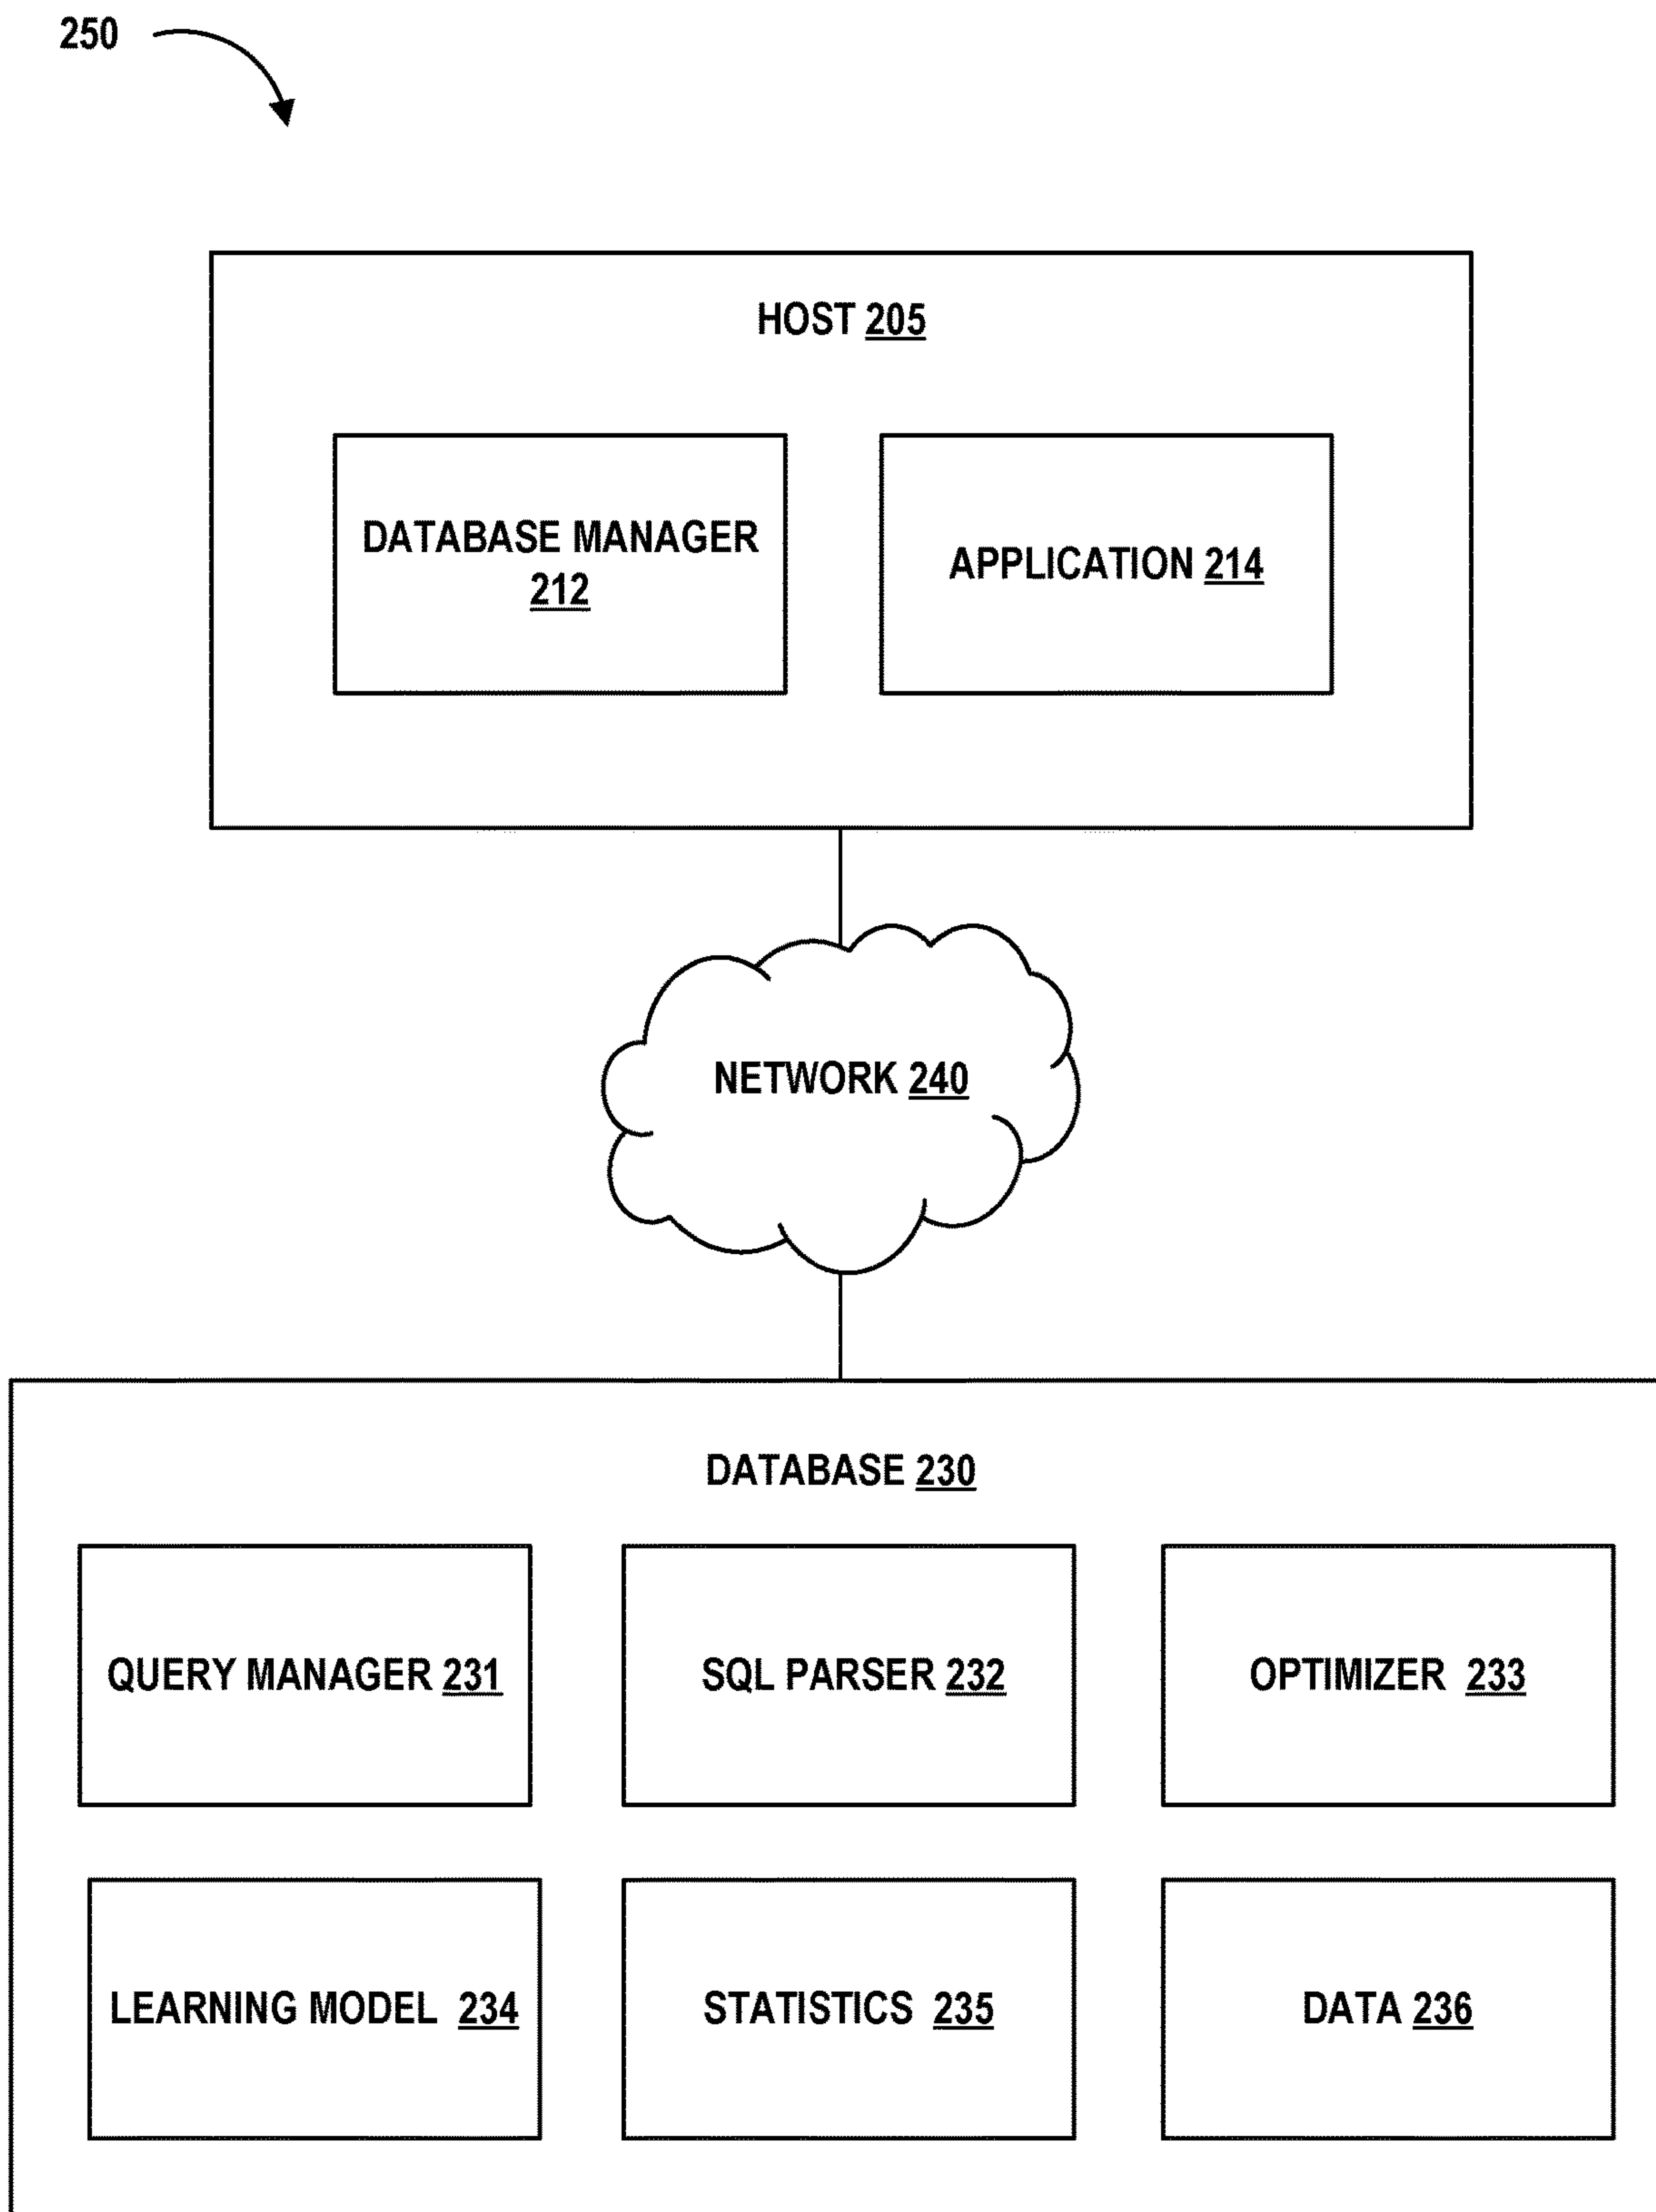 250
HOST 205
DATABASE MANAGER
212
APPLICATION 214
NETWORK 240
DATABASE 230
QUERY MANAGER 231
SQL PARSER 232
OPTIMIZER 233
LEARNING MODEL 234
STATISTICS 235
DATA 236